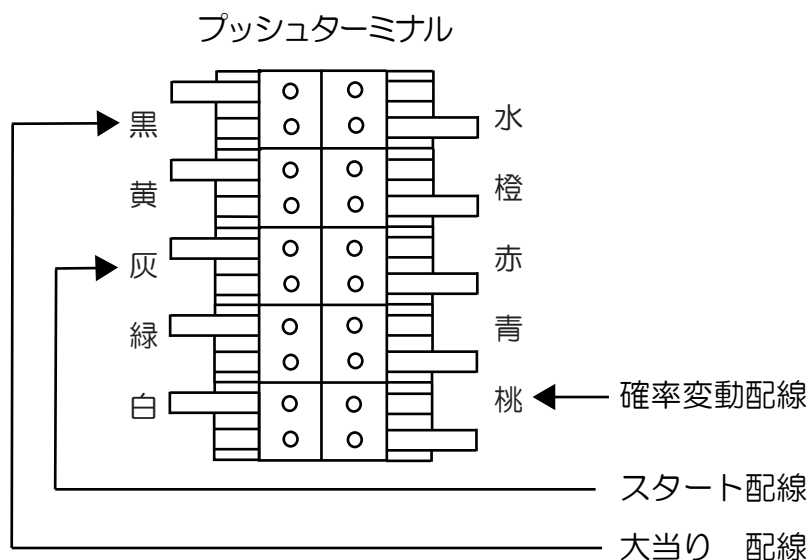 プッシュターミナル
黒
水
黄
橙
灰
赤
緑
青
白
桃
確率変動配線
スタート配線
大当り　配線